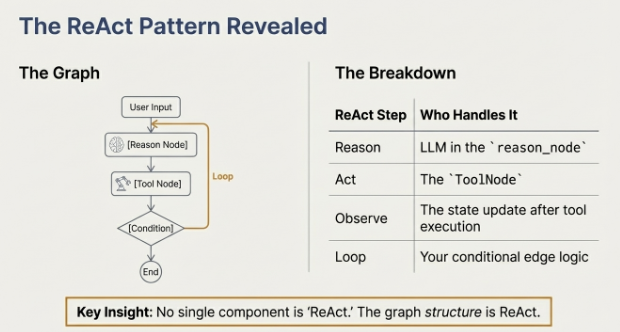 The ReAct Pattern Revealed
The Graph
User Input
[Reason Node]
[Tool Node]
Loop
[Condition]
End
The Breakdown
ReAct Step Who Handles It
Reason LLM in the `reason_node`
Act The `ToolNode`
Observe The state update after tool
execution
Loop Your conditional edge logic
Key Insight: No single component is ‘ReAct.’ The graph structure is ReAct.